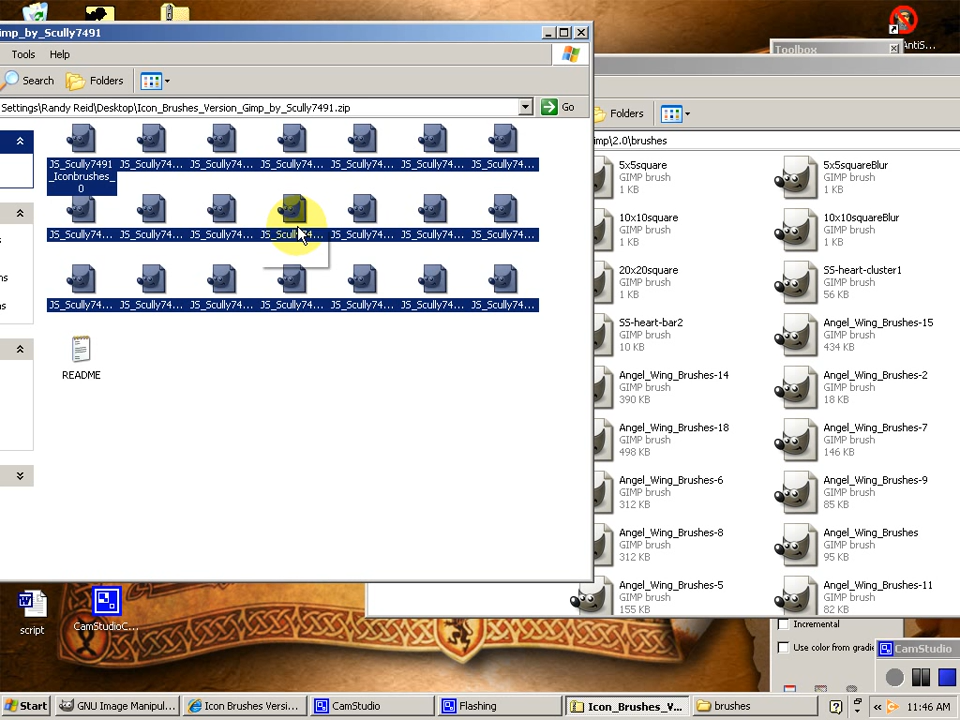 imp_by_Scully7491
Tools Help
Search Folders
Settings\Randy Reid\Desktop\Icon_Brushes_Version_Gimp_by_Scully7491.zip
Go
JS_Scully7491 JS_Scully74... JS_Scully74... JS_Scully74... JS_Scully74... JS_Scully74... JS_Scully74...
_Iconbrushes_
0
JS_Scully74... JS_Scully74... JS_Scully74... JS_Scully74... JS_Scully74... JS_Scully74... JS_Scully74...
JS_Scully74... JS_Scully74... JS_Scully74... JS_Scully74... JS_Scully74... JS_Scully74... JS_Scully74...
README
ns
rs
AntiS...
Toolbox
Folders
imp\2.0\brushes
5x5square
GIMP brush
1 KB
5x5squareBlur
GIMP brush
1 KB
10x10square
GIMP brush
1 KB
10x10squareBlur
GIMP brush
1 KB
20x20square
GIMP brush
1 KB
SS-heart-cluster1
GIMP brush
56 KB
SS-heart-bar2
GIMP brush
10 KB
Angel_Wing_Brushes-15
GIMP brush
434 KB
Angel_Wing_Brushes-14
GIMP brush
390 KB
Angel_Wing_Brushes-2
GIMP brush
18 KB
Angel_Wing_Brushes-18
GIMP brush
498 KB
Angel_Wing_Brushes-7
GIMP brush
146 KB
Angel_Wing_Brushes-6
GIMP brush
312 KB
Angel_Wing_Brushes-9
GIMP brush
85 KB
Angel_Wing_Brushes-8
GIMP brush
312 KB
Angel_Wing_Brushes
GIMP brush
95 KB
Angel_Wing_Brushes-5
GIMP brush
155 KB
Angel_Wing_Brushes-11
GIMP brush
82 KB
script
CamStudioC...
Incremental
Use color from gradie
CamStudio
Start GNU Image Manipul... Icon Brushes Versi... CamStudio Flashing Icon_Brushes_V... brushes 11:46 AM